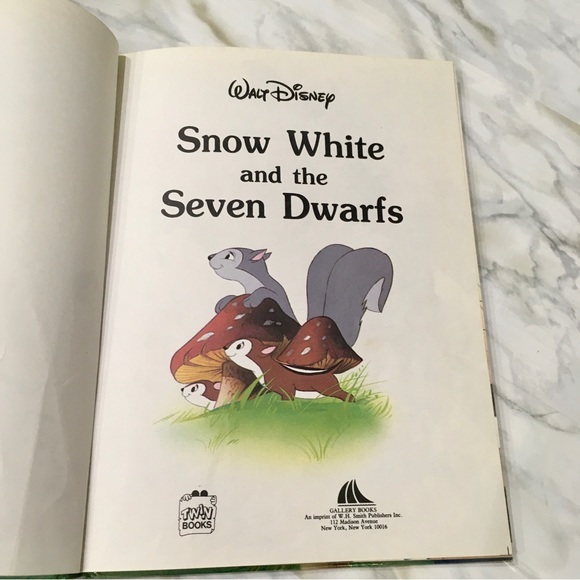 Walt Disney
Snow White
and the
Seven Dwarfs
TWIN
BOOKS
GALLERY BOOKS
An imprint of W.H. Smith Publishers Inc.
112 Madison Avenue
New York, New York 10016